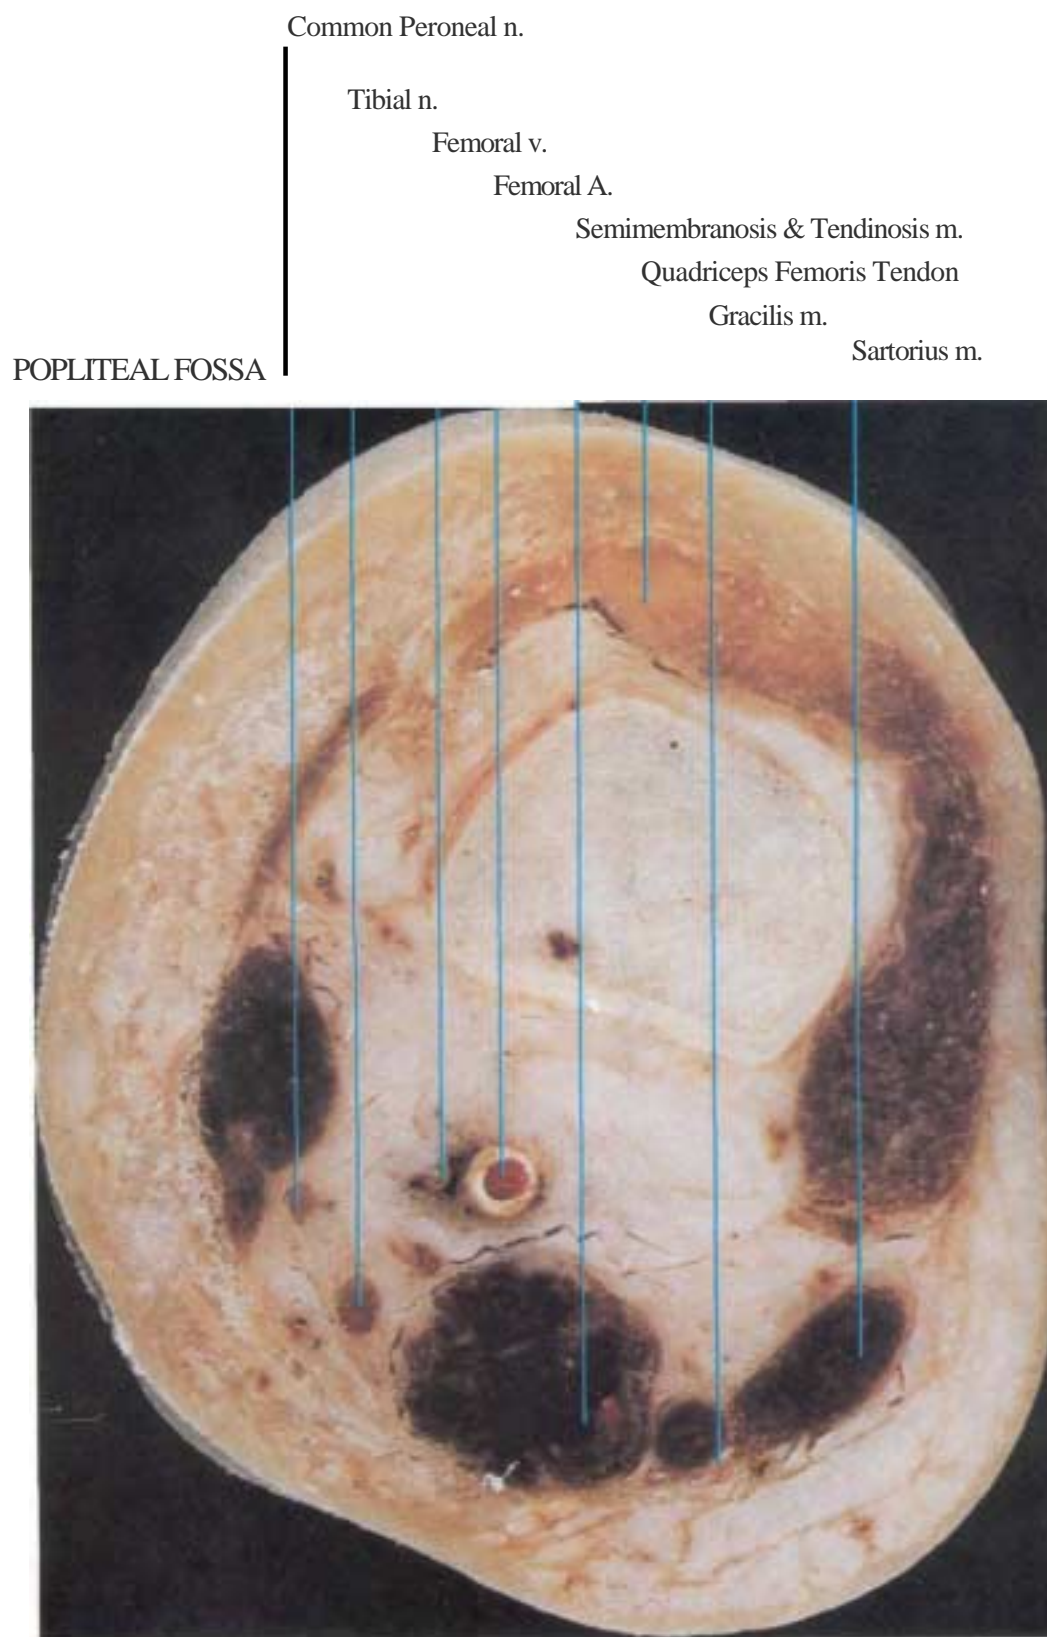 Common Peroneal n.
Tibial n.
Femoral v.
Femoral A.
Semimembranosis & Tendinosis m.
Quadriceps Femoris Tendon
Gracilis m.
Sartorius m.
POPLITEAL FOSSA